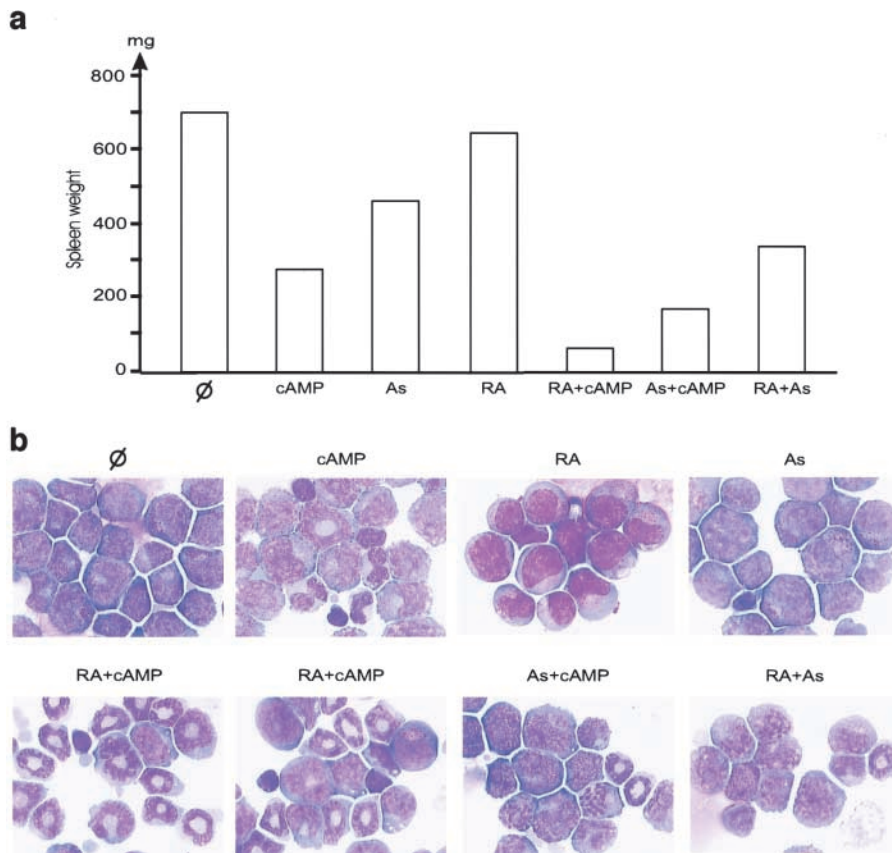 a
mg
800
600
400
200
0
Spleen weight
Ø cAMP As RA RA+cAMP As+cAMP RA+As
b
Ø cAMP RA As
RA+cAMP RA+cAMP As+cAMP RA+As